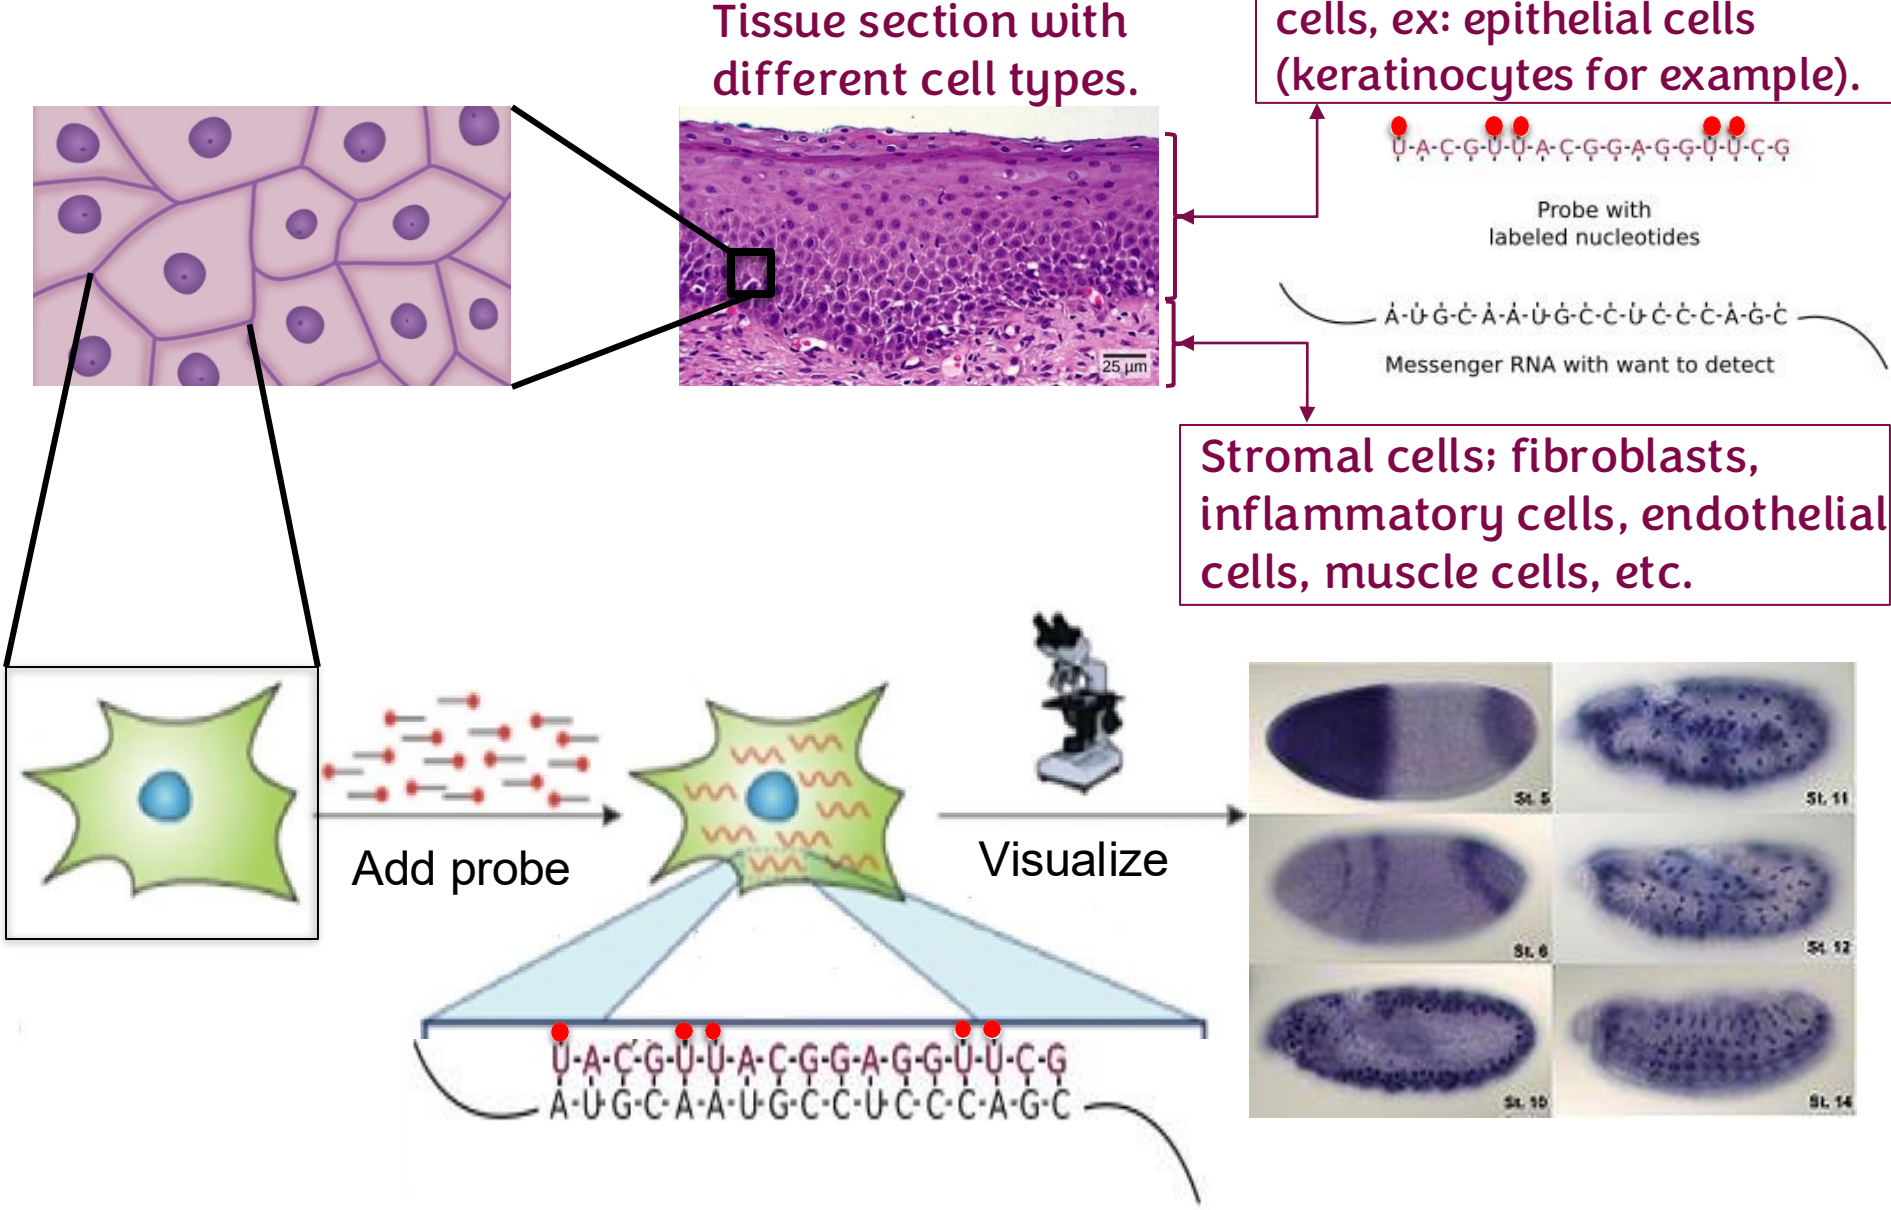 Tissue section with
different cell types.
cells, ex: epithelial cells
(keratinocytes for example).
U-A-C-G-U-U-A-C-G-G-A-G-G-U-U-C-G
Probe with
labeled nucleotides
A-U-G-C-A-A-U-G-C-C-U-C-C-C-A-G-C
Messenger RNA with want to detect
25 µm
Stromal cells; fibroblasts,
inflammatory cells, endothelial
cells, muscle cells, etc.
Add probe
Visualize
St. 5
St. 11
St. 6
St. 12
St. 10
St. 14
U-A-C-G-U-U-A-C-G-G-A-G-G-U-U-C-G
A-U-G-C-A-A-U-G-C-C-U-C-C-C-A-G-C